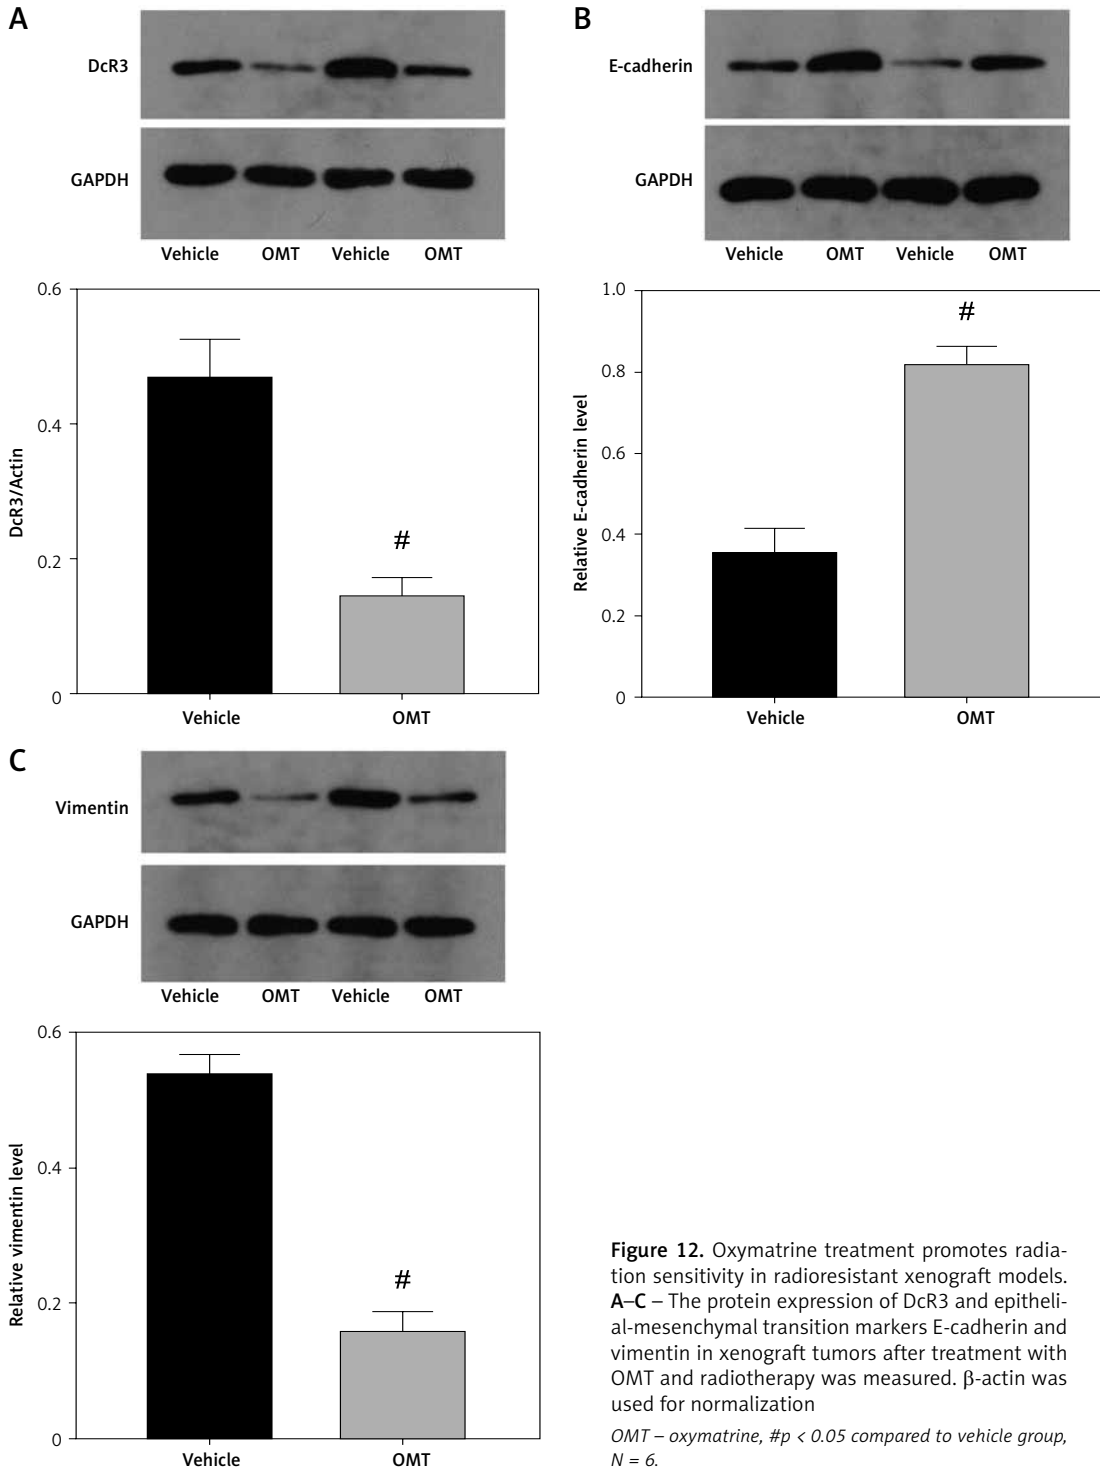 A
DcR3
GAPDH
Vehicle OMT Vehicle OMT
0.6
0.4
0.2
0
DcR3/Actin
#
Vehicle OMT
B
E-cadherin
GAPDH
Vehicle OMT Vehicle OMT
1.0
0.8
0.6
0.4
0.2
0
Relative E-cadherin level
#
Vehicle OMT
C
Vimentin
GAPDH
Vehicle OMT Vehicle OMT
0.6
0.4
0.2
0
Relative vimentin level
#
Vehicle OMT
Figure 12. Oxymatrine treatment promotes radia-
tion sensitivity in radioresistant xenograft models.
A–C – The protein expression of DcR3 and epitheli-
al-mesenchymal transition markers E-cadherin and
vimentin in xenograft tumors after treatment with
OMT and radiotherapy was measured. β-actin was
used for normalization
OMT – oxymatrine, #p < 0.05 compared to vehicle group,
N = 6.